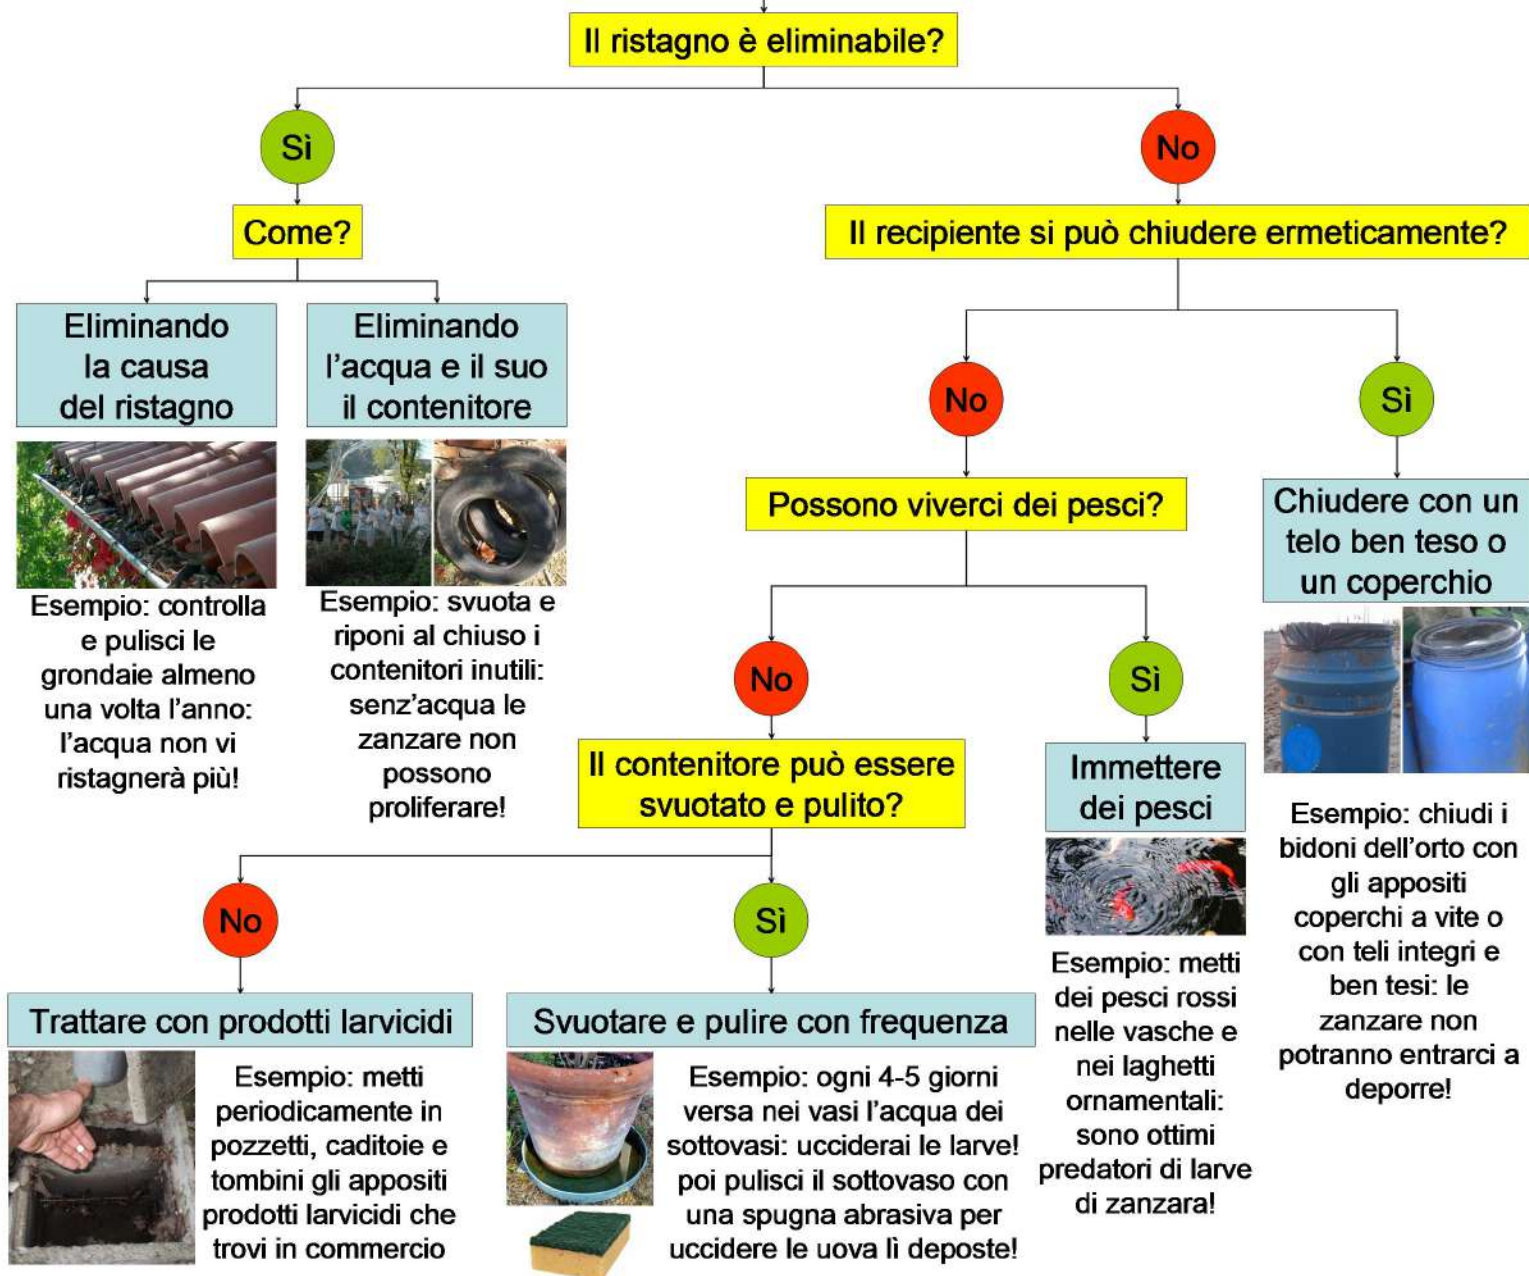 Il ristagno è eliminabile?
Sì
No
Come?
Il recipiente si può chiudere ermeticamente?
Eliminando
la causa
del ristagno
Eliminando
l'acqua e il suo
il contenitore
No
Sì
Esempio: controlla
e pulisci le
grondaie almeno
una volta l'anno:
l'acqua non vi
ristagnerà più!
Esempio: svuota e
riponi al chiuso i
contenitori inutili:
senz'acqua le
zanzare non
possono
proliferare!
Possono viverci dei pesci?
Chiudere con un
telo ben teso o
un coperchio
No
Sì
Il contenitore può essere
svuotato e pulito?
Immettere
dei pesci
Esempio: chiudi i
bidoni dell'orto con
gli appositi
coperchi a vite o
con teli integri e
ben tesi: le
zanzare non
potranno entrarci a
deporre!
No
Sì
Esempio: metti
dei pesci rossi
nelle vasche e
nei laghetti
ornamentali:
sono ottimi
predatori di larve
di zanzara!
Trattare con prodotti larvicidi
Svuotare e pulire con frequenza
Esempio: metti
periodicamente in
pozzetti, caditoie e
tombini gli appositi
prodotti larvicidi che
trovi in commercio
Esempio: ogni 4-5 giorni
versa nei vasi l'acqua dei
sottovasi: ucciderai le larve!
poi pulisci il sottovaso con
una spugna abrasiva per
uccidere le uova lì deposte!